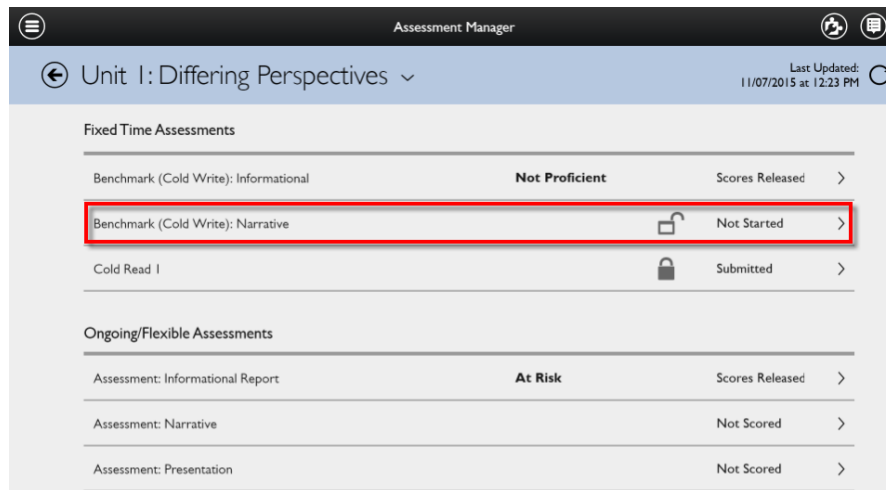 Assessment Manager
Unit 1: Differing Perspectives
Last Updated:
11/07/2015 at 12:23 PM
Fixed Time Assessments
Benchmark (Cold Write): Informational Not Proficient Scores Released
Benchmark (Cold Write): Narrative Not Started
Cold Read 1 Submitted
Ongoing/Flexible Assessments
Assessment: Informational Report At Risk Scores Released
Assessment: Narrative Not Scored
Assessment: Presentation Not Scored